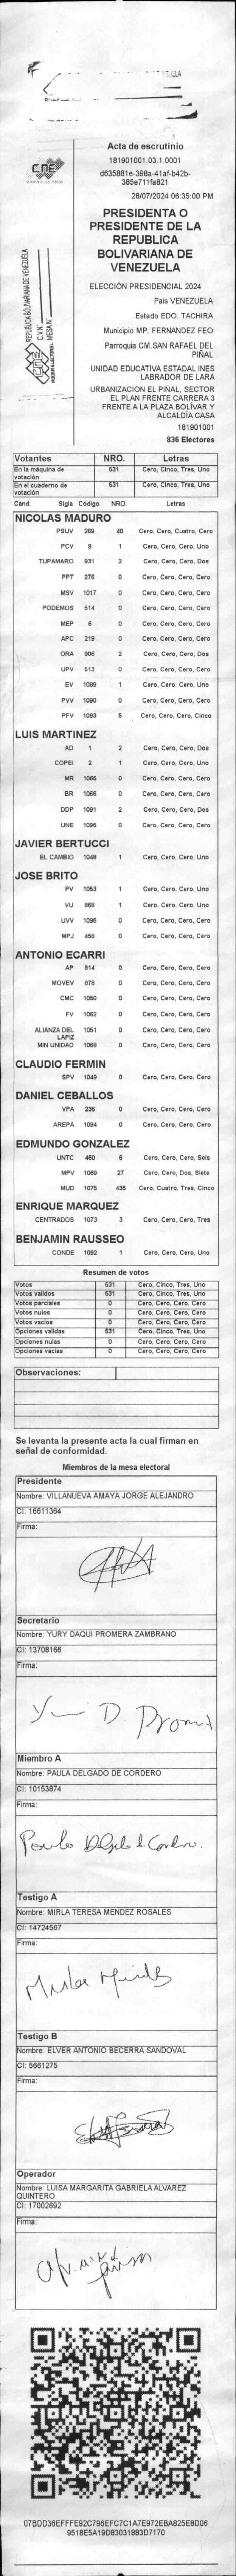 Acta de escrutinio
181901001.03.1.0001
d635881e-398a-41af-b42b-
385e711fa821
28/07/2024 06:35:00 PM
PRESIDENTA O
PRESIDENTE DE LA
REPUBLICA
BOLIVARIANA DE
VENEZUELA
ELECCIÓN PRESIDENCIAL 2024
País VENEZUELA
Estado EDO. TACHIRA
Municipio MP. FERNANDEZ FEO
Parroquia CM.SAN RAFAEL DEL
PIÑAL
UNIDAD EDUCATIVA ESTADAL INES
LABRADOR DE LARA
URBANIZACION EL PIÑAL, SECTOR
EL PLAN FRENTE CARRERA 3
FRENTE A LA PLAZA BOLÍVAR Y
ALCALDÍA CASA
181901001
836 Electores
CNE
REPUBLICA BOLIVARIANA DE VENEZUELA
CNE
Votantes NRO. Letras
En la máquina de votación 531 Cero, Cinco, Tres, Uno
En el cuaderno de votación 531 Cero, Cinco, Tres, Uno
Cand. Sigla Código NRO. Letras
NICOLAS MADURO
PSUV 269 40 Cero, Cero, Cuatro, Cero
PCV 9 1 Cero, Cero, Cero, Uno
TUPAMARO 931 2 Cero, Cero, Cero, Dos
PPT 276 0 Cero, Cero, Cero, Cero
MSV 1017 0 Cero, Cero, Cero, Cero
PODEMOS 514 0 Cero, Cero, Cero, Cero
MEP 6 0 Cero, Cero, Cero, Cero
APC 219 0 Cero, Cero, Cero, Cero
ORA 906 2 Cero, Cero, Cero, Dos
UPV 613 0 Cero, Cero, Cero, Cero
EV 1089 1 Cero, Cero, Cero, Uno
PVV 1090 0 Cero, Cero, Cero, Cero
PFV 1093 5 Cero, Cero, Cero, Cinco
LUIS MARTINEZ
AD 1 2 Cero, Cero, Cero, Dos
COPEI 2 1 Cero, Cero, Cero, Uno
MR 1065 0 Cero, Cero, Cero, Cero
BR 1066 0 Cero, Cero, Cero, Cero
DDP 1091 2 Cero, Cero, Cero, Dos
UNE 1095 0 Cero, Cero, Cero, Cero
JAVIER BERTUCCI
EL CAMBIO 1048 1 Cero, Cero, Cero, Uno
JOSE BRITO
PV 1053 1 Cero, Cero, Cero, Uno
VU 868 1 Cero, Cero, Cero, Uno
UVV 1096 0 Cero, Cero, Cero, Cero
MPJ 458 0 Cero, Cero, Cero, Cero
ANTONIO ECARRI
AP 814 0 Cero, Cero, Cero, Cero
MOVEV 878 0 Cero, Cero, Cero, Cero
CMC 1050 0 Cero, Cero, Cero, Cero
FV 1062 0 Cero, Cero, Cero, Cero
ALIANZA DEL LAPIZ 1051 0 Cero, Cero, Cero, Cero
MIN UNIDAD 1069 0 Cero, Cero, Cero, Cero
CLAUDIO FERMIN
SPV 1049 0 Cero, Cero, Cero, Cero
DANIEL CEBALLOS
VPA 236 0 Cero, Cero, Cero, Cero
AREPA 1094 0 Cero, Cero, Cero, Cero
EDMUNDO GONZALEZ
UNTC 460 6 Cero, Cero, Cero, Seis
MPV 1069 27 Cero, Cero, Dos, Siete
MUD 1075 435 Cero, Cuatro, Tres, Cinco
ENRIQUE MARQUEZ
CENTRADOS 1073 3 Cero, Cero, Cero, Tres
BENJAMIN RAUSSEO
CONDE 1092 1 Cero, Cero, Cero, Uno
Resumen de votos
Votos 531 Cero, Cinco, Tres, Uno
Votos validos 531 Cero, Cinco, Tres, Uno
Votos parciales 0 Cero, Cero, Cero, Cero
Votos nulos 0 Cero, Cero, Cero, Cero
Votos vacíos 0 Cero, Cero, Cero, Cero
Opciones validas 531 Cero, Cinco, Tres, Uno
Opciones nulas 0 Cero, Cero, Cero, Cero
Opciones vacías 0 Cero, Cero, Cero, Cero
Observaciones:
Se levanta la presente acta la cual firman en
señal de conformidad.
Miembros de la mesa electoral
Presidente
Nombre: VILLANUEVA AMAYA JORGE ALEJANDRO
CI: 16611364
Firma:
Secretario
Nombre: YURY DAQUI PROMERA ZAMBRANO
CI: 13708166
Firma:
Miembro A
Nombre: PAULA DELGADO DE CORDERO
CI: 10153874
Firma:
Paula Delgado de Cordero.
Testigo A
Nombre: MIRLA TERESA MENDEZ ROSALES
CI: 14724567
Firma:
Testigo B
Nombre: ELVER ANTONIO BECERRA SANDOVAL
CI: 5661275
Firma:
Operador
Nombre: LUISA MARGARITA GABRIELA ALVAREZ
QUINTERO
CI: 17002692
Firma:
07BDD36EFFFE92C796EFC7C1A7E972EBA825E8D06
9518E5A19D83031883D7170